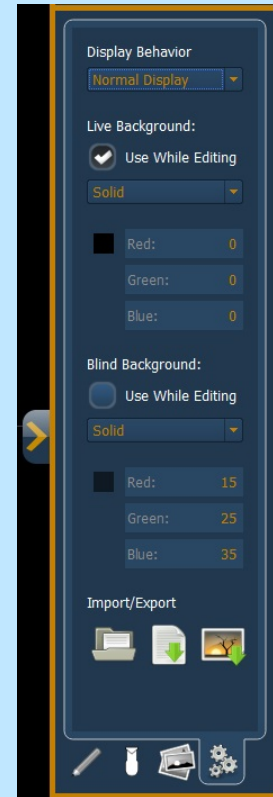 Display Behavior
Normal Display
Live Background:
Use While Editing
Solid
Red: 0
Green: 0
Blue: 0
Blind Background:
Use While Editing
Solid
Red: 15
Green: 25
Blue: 35
Import/Export